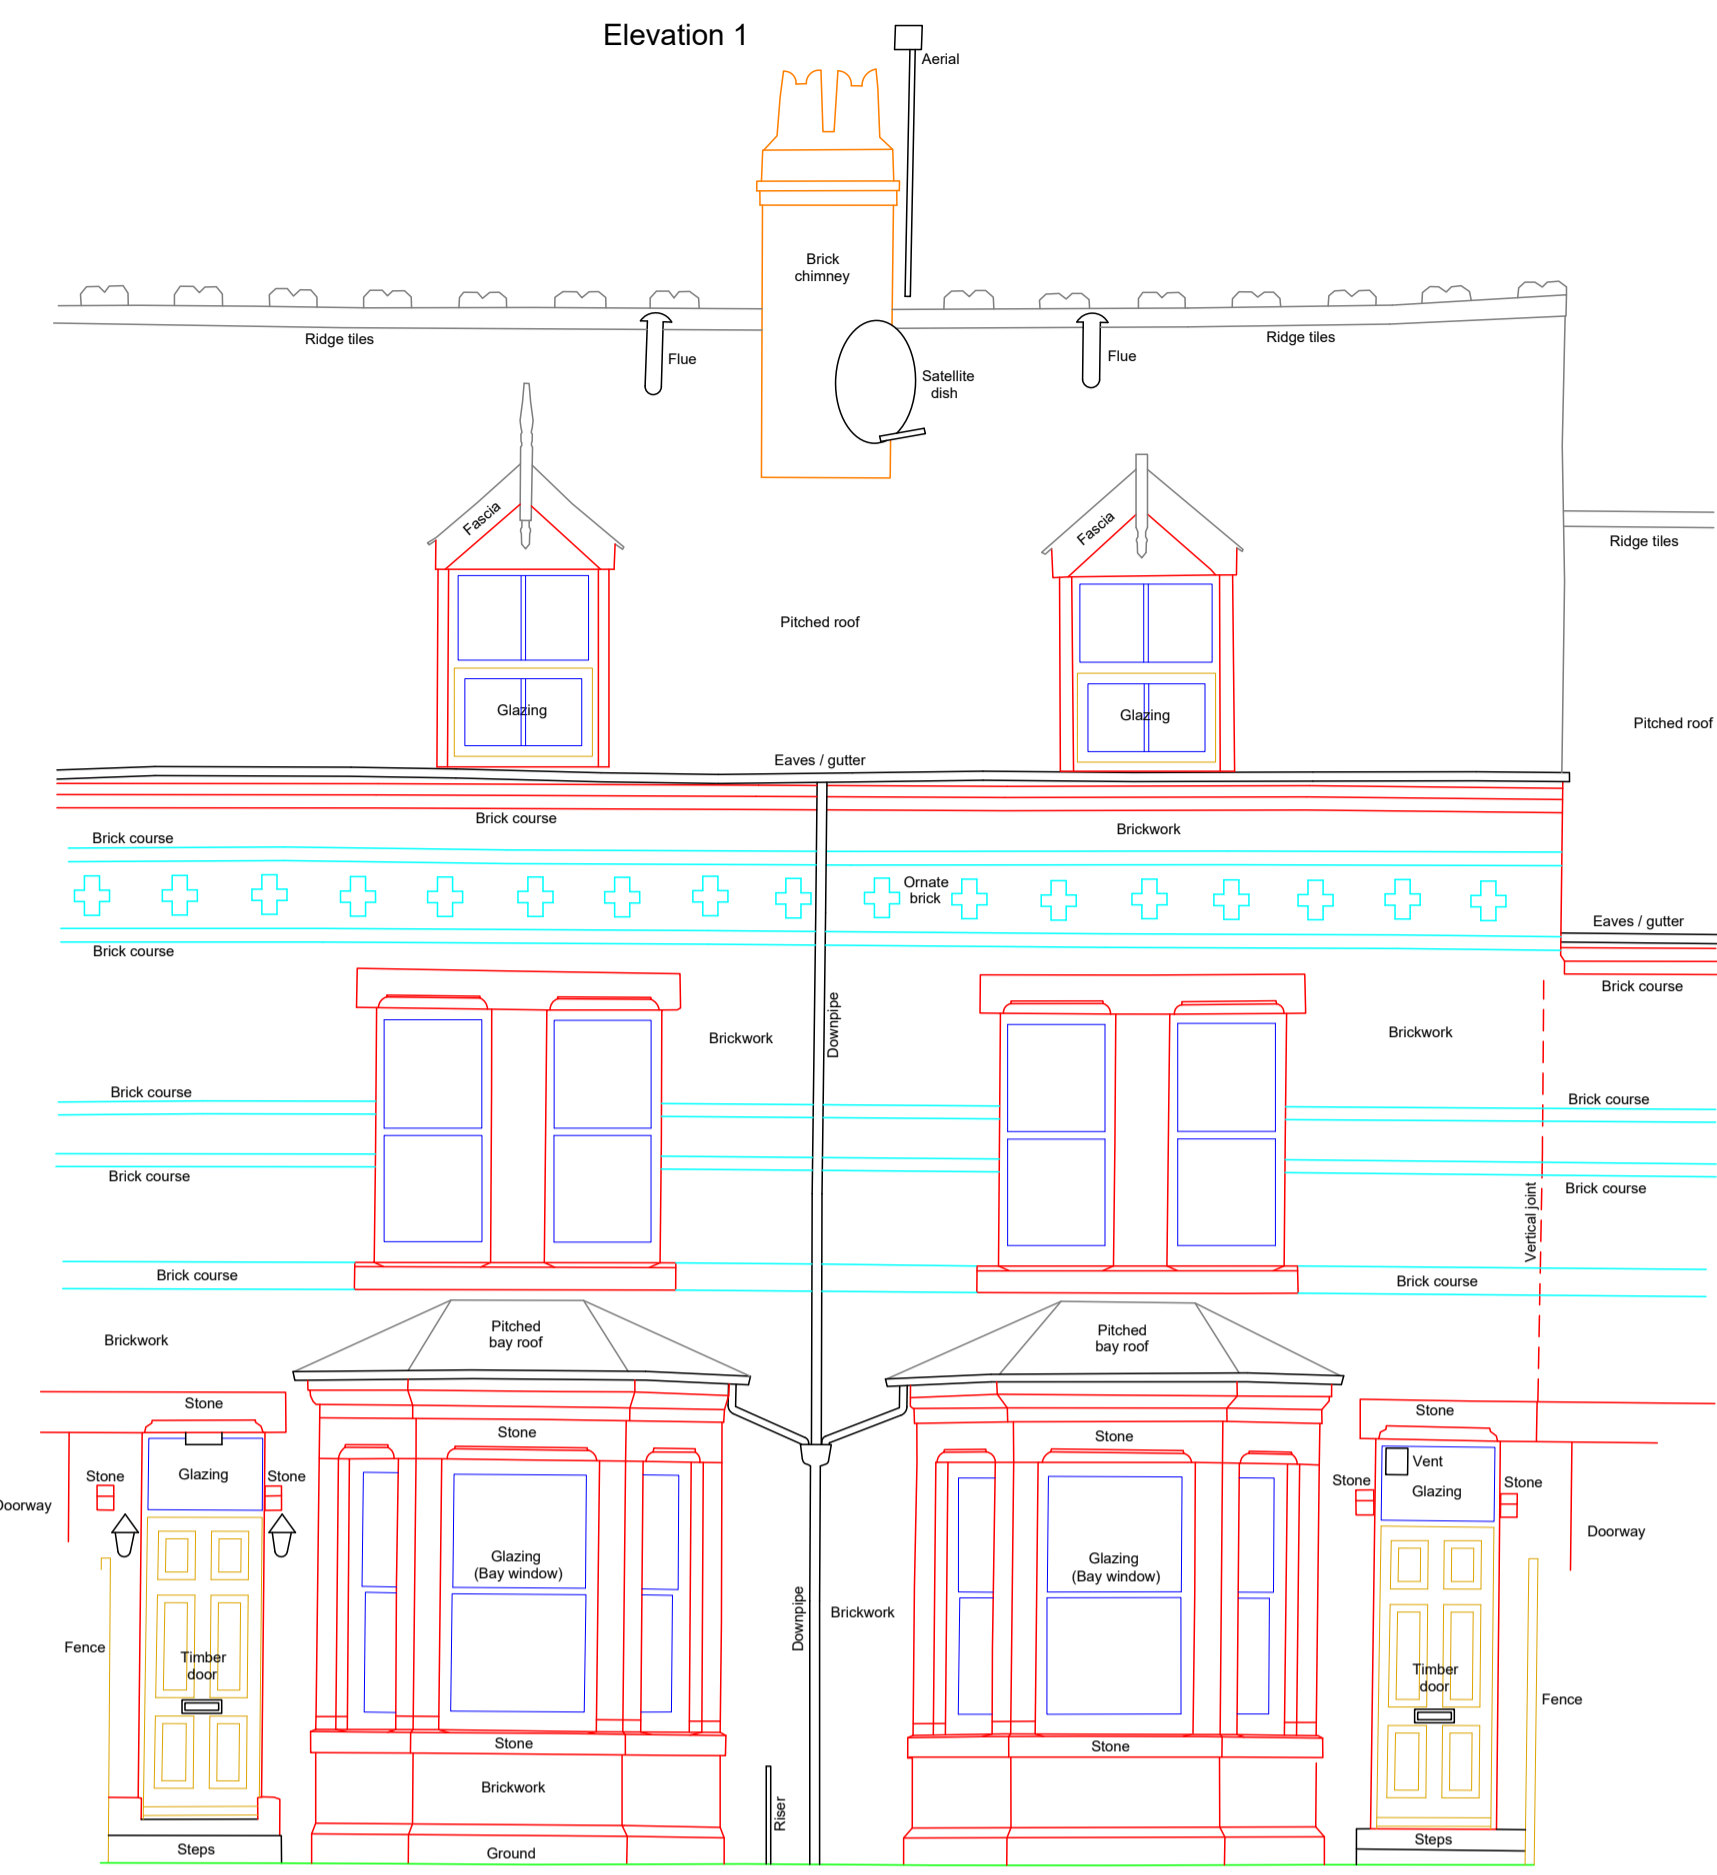 Elevation 1
Aerial
Brick
chimney
Ridge tiles
Flue
Satellite
dish
Flue
Ridge tiles
Fascia
Fascia
Ridge tiles
Pitched roof
Glazing
Glazing
Pitched roof
Eaves / gutter
Brick course
Brickwork
Brick course
Ornate
brick
Eaves / gutter
Brick course
Brick course
Downpipe
Brickwork
Brickwork
Brick course
Brick course
Brick course
Brick course
Vertical joint
Brick course
Brick course
Pitched
bay roof
Pitched
bay roof
Brickwork
Stone
Stone
Stone
Stone
Stone
Glazing
Stone
Vent
Glazing
Stone
Stone
Doorway
Doorway
Glazing
(Bay window)
Glazing
(Bay window)
Downpipe
Brickwork
Fence
Timber
door
Timber
door
Fence
Stone
Stone
Brickwork
Riser
Steps
Ground
Steps